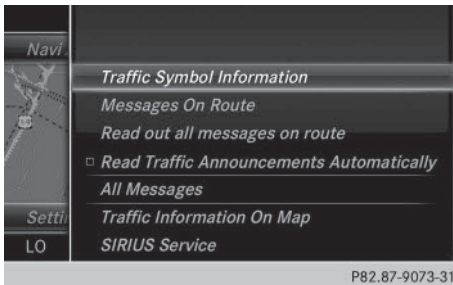 Navi
Traffic Symbol Information
Messages On Route
Read out all messages on route
Read Traffic Announcements Automatically
All Messages
Setti
Traffic Information On Map
LO
SIRIUS Service
P82.87-9073-31